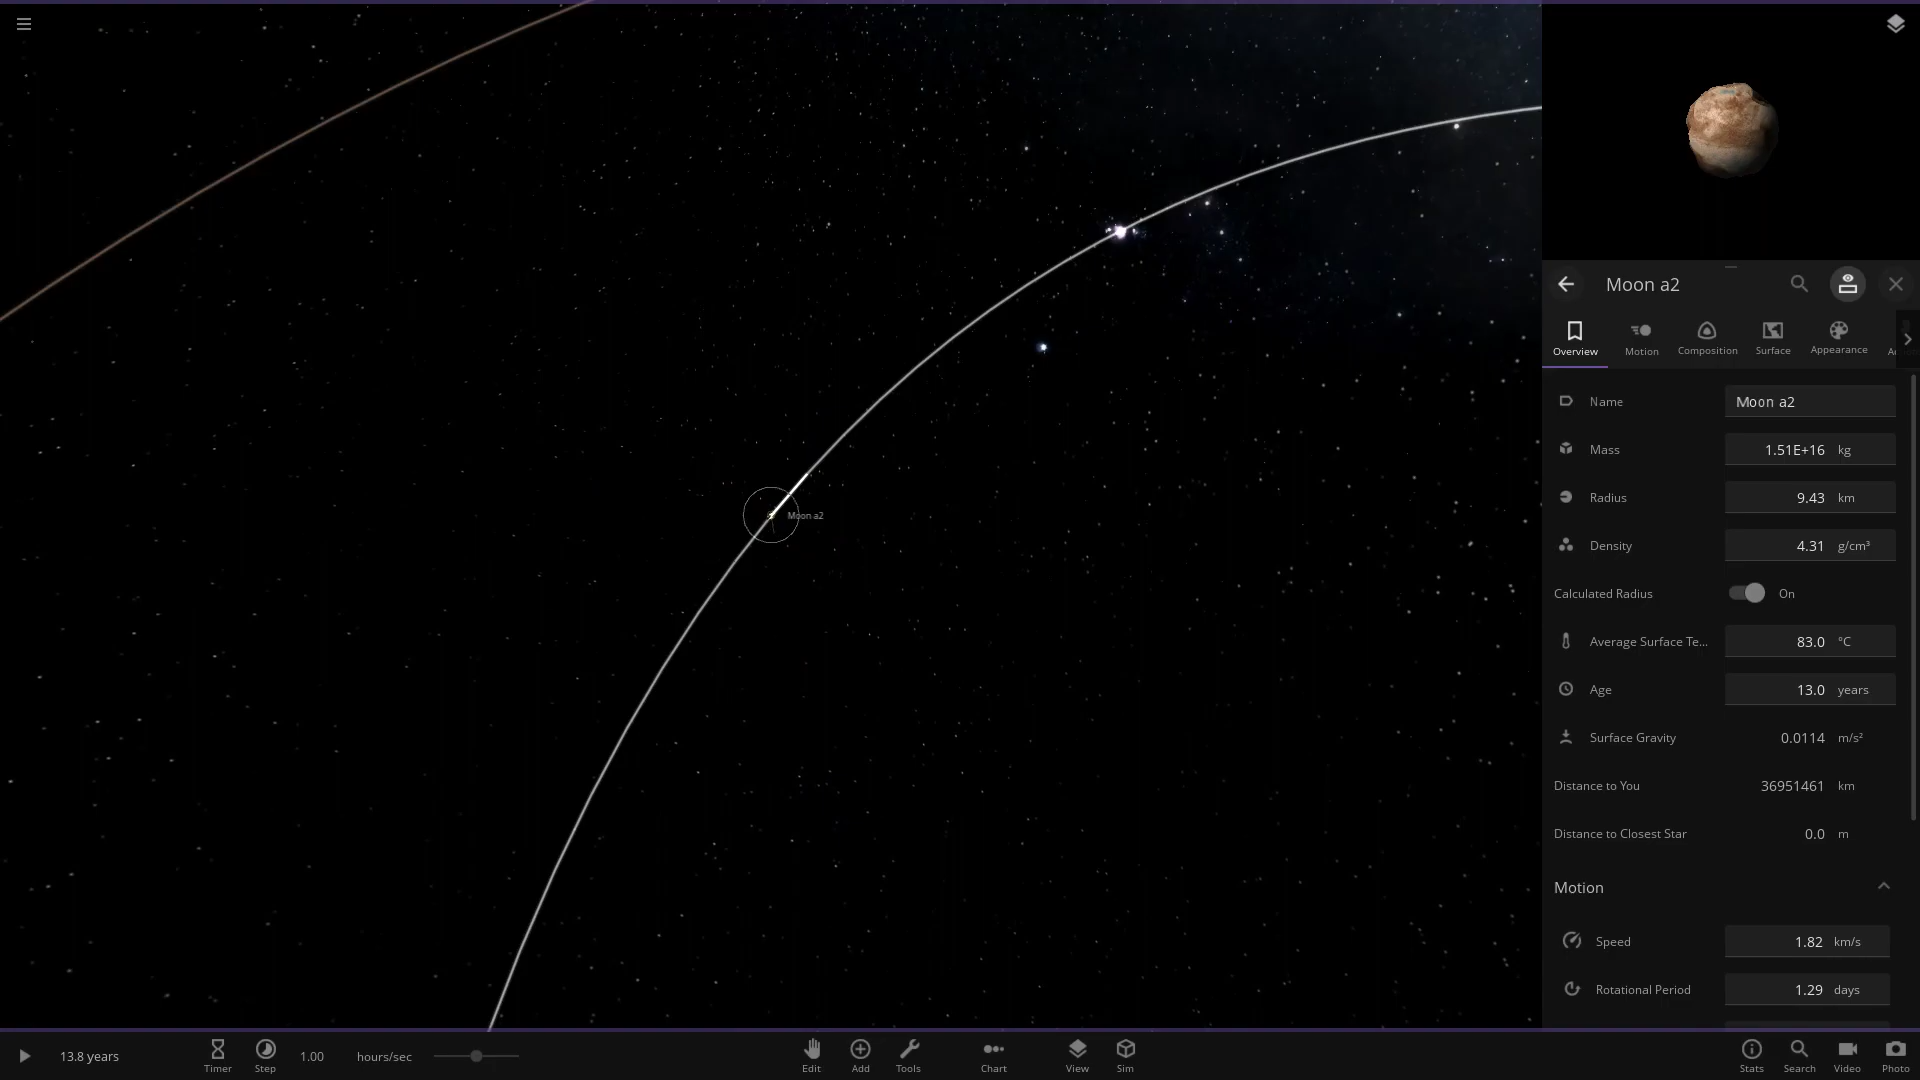 Moon a2
Overview
Motion
Composition
Surface
Appearance
Name Moon a2
Mass 1.51E+16 kg
Radius 9.43 km
Density 4.31 g/cm³
Calculated Radius On
Average Surface Te... 83.0 °C
Age 13.0 years
Surface Gravity 0.0114 m/s²
Distance to You 36951461 km
Distance to Closest Star 0.0 m
Motion
Speed 1.82 km/s
Rotational Period 1.29 days
Moon a2
13.8 years
Timer
Step
1.00 hours/sec
Edit
Add
Tools
Chart
View
Sim
Stats
Search
Video
Photo